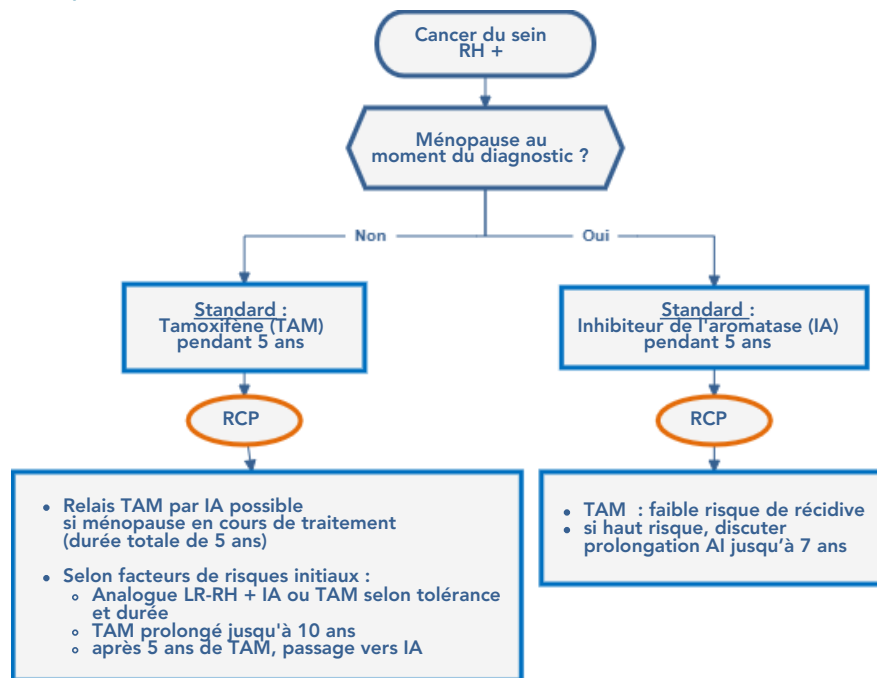 Cancer du sein
RH +
Ménopause au
moment du diagnostic ?
Non
Oui
Standard :
Tamoxifène (TAM)
pendant 5 ans
Standard :
Inhibiteur de l'aromatase (IA)
pendant 5 ans
RCP
RCP
• Relais TAM par IA possible
si ménopause en cours de traitement
(durée totale de 5 ans)
• Selon facteurs de risques initiaux :
∘ Analogue LR-RH + IA ou TAM selon tolérance
et durée
∘ TAM prolongé jusqu'à 10 ans
∘ après 5 ans de TAM, passage vers IA
• TAM : faible risque de récidive
• si haut risque, discuter
prolongation AI jusqu’à 7 ans